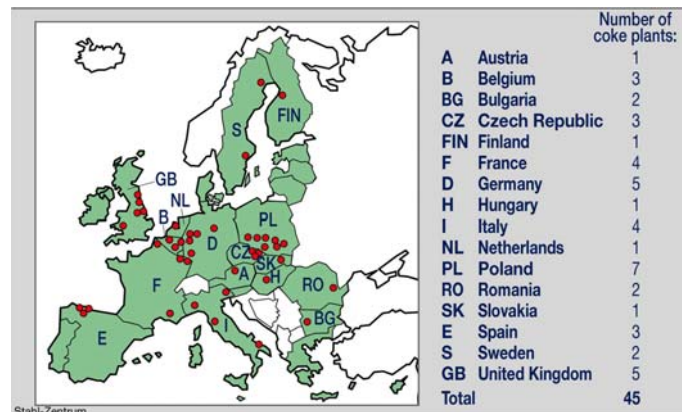 Number of
coke plants:
A Austria 1
B Belgium 3
BG Bulgaria 2
CZ Czech Republic 3
FIN Finland 1
F France 4
D Germany 5
H Hungary 1
I Italy 4
NL Netherlands 1
PL Poland 7
RO Romania 2
SK Slovakia 1
E Spain 3
S Sweden 2
GB United Kingdom 5
Total 45
FIN
S
GB
NL
B
PL
D
CZ
SK
A
H
RO
F
I
BG
E
Stahl-Zentrum